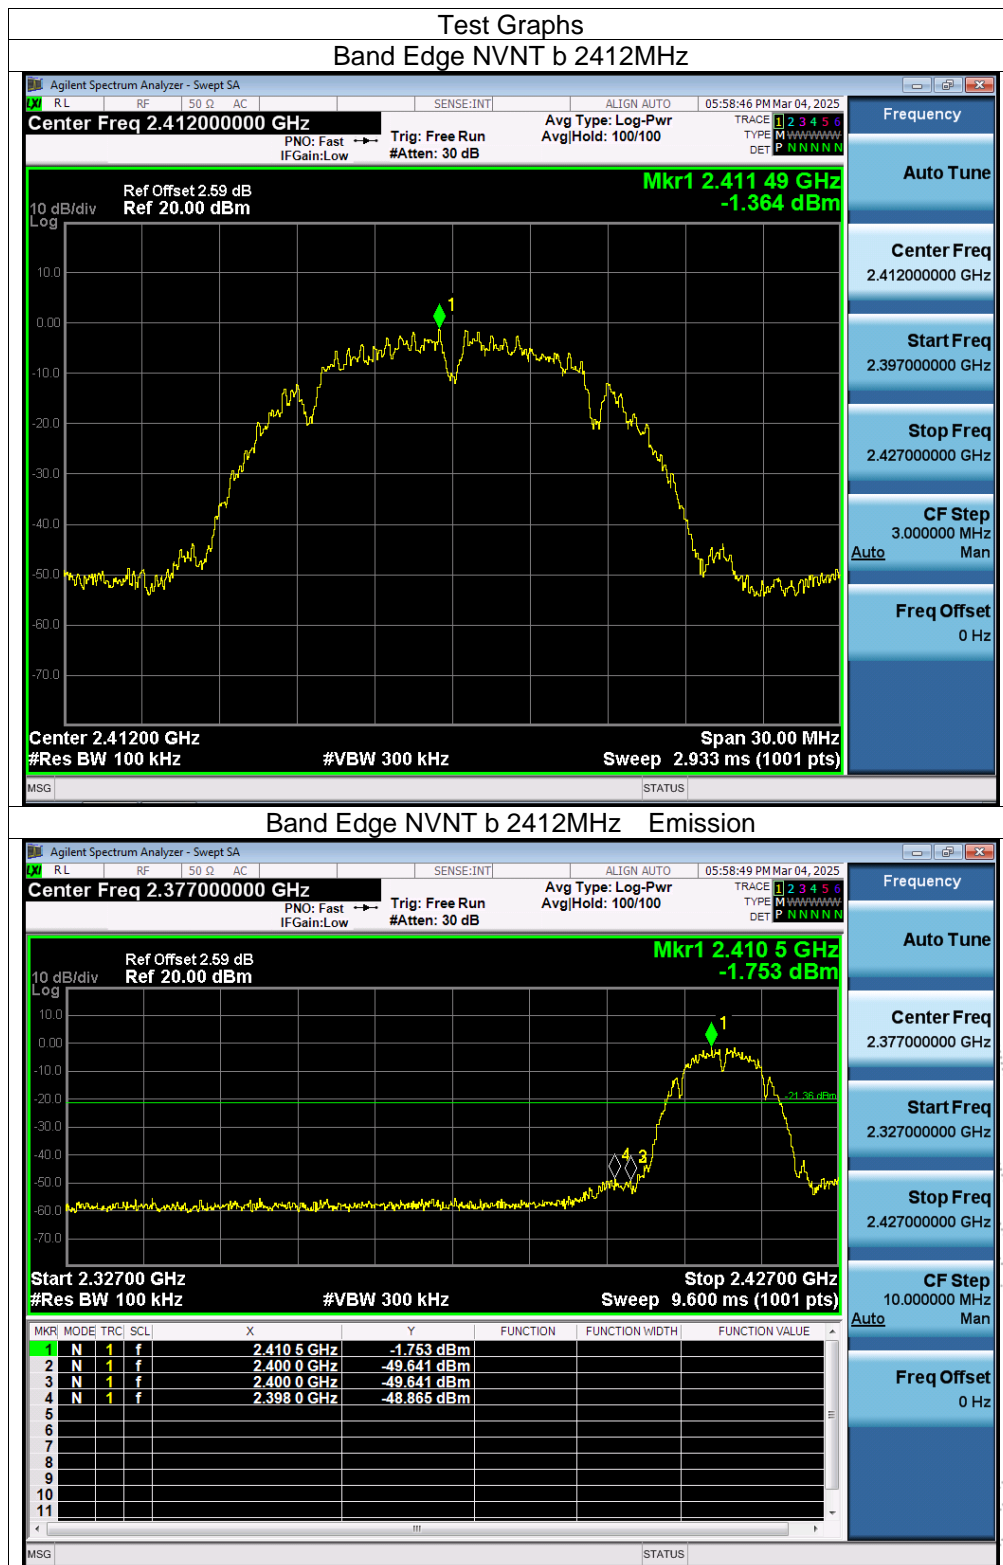 Test Graphs
Band Edge NVNT b 2412MHz
Agilent Spectrum Analyzer - Swept SA
LXI RL RF 50 Ω AC SENSE:INT ALIGN AUTO 05:58:46 PM Mar 04, 2025
Center Freq 2.412000000 GHz
PNO: Fast
IFGain:Low
Trig: Free Run
#Atten: 30 dB
Avg Type: Log-Pwr
Avg|Hold: 100/100
TRACE 1 2 3 4 5 6
TYPE M WWWWW
DET P N N N N N
Ref Offset 2.59 dB
Ref 20.00 dBm
10 dB/div
Log
Mkr1 2.411 49 GHz
-1.364 dBm
10.0
0.00
-10.0
-20.0
-30.0
-40.0
-50.0
-60.0
-70.0
1
Center 2.41200 GHz
#Res BW 100 kHz
#VBW 300 kHz
Span 30.00 MHz
Sweep 2.933 ms (1001 pts)
MSG STATUS
Frequency
Auto Tune
Center Freq
2.412000000 GHz
Start Freq
2.397000000 GHz
Stop Freq
2.427000000 GHz
CF Step
3.000000 MHz
Auto Man
Freq Offset
0 Hz
Band Edge NVNT b 2412MHz Emission
Agilent Spectrum Analyzer - Swept SA
LXI RL RF 50 Ω AC SENSE:INT ALIGN AUTO 05:58:49 PM Mar 04, 2025
Center Freq 2.377000000 GHz
PNO: Fast
IFGain:Low
Trig: Free Run
#Atten: 30 dB
Avg Type: Log-Pwr
Avg|Hold: 100/100
TRACE 1 2 3 4 5 6
TYPE M WWWWW
DET P N N N N N
Ref Offset 2.59 dB
Ref 20.00 dBm
10 dB/div
Log
Mkr1 2.410 5 GHz
-1.753 dBm
10.0
0.00
-10.0
-20.0
-30.0
-40.0
-50.0
-60.0
-70.0
1
-21.36 dBm
4 3
Start 2.32700 GHz
#Res BW 100 kHz
#VBW 300 kHz
Stop 2.42700 GHz
Sweep 9.600 ms (1001 pts)
MKR MODE TRC SCL X Y FUNCTION FUNCTION WIDTH FUNCTION VALUE
1 N 1 f 2.410 5 GHz -1.753 dBm
2 N 1 f 2.400 0 GHz -49.641 dBm
3 N 1 f 2.400 0 GHz -49.641 dBm
4 N 1 f 2.398 0 GHz -48.865 dBm
5
6
7
8
9
10
11
MSG STATUS
Frequency
Auto Tune
Center Freq
2.377000000 GHz
Start Freq
2.327000000 GHz
Stop Freq
2.427000000 GHz
CF Step
10.000000 MHz
Auto Man
Freq Offset
0 Hz